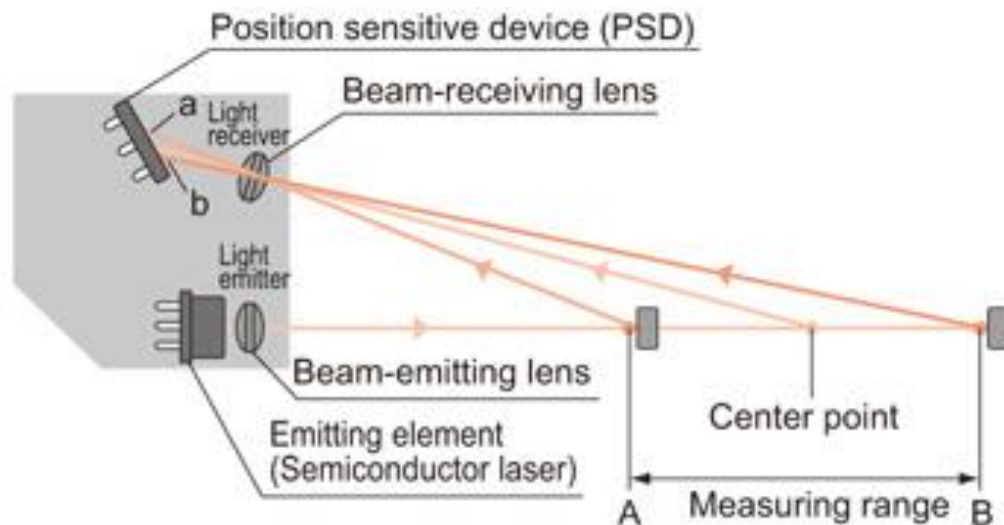 Position sensitive device (PSD)
Beam-receiving lens
a
Light
receiver
b
Light
emitter
Beam-emitting lens
Center point
Emitting element
(Semiconductor laser)
A
Measuring range
B